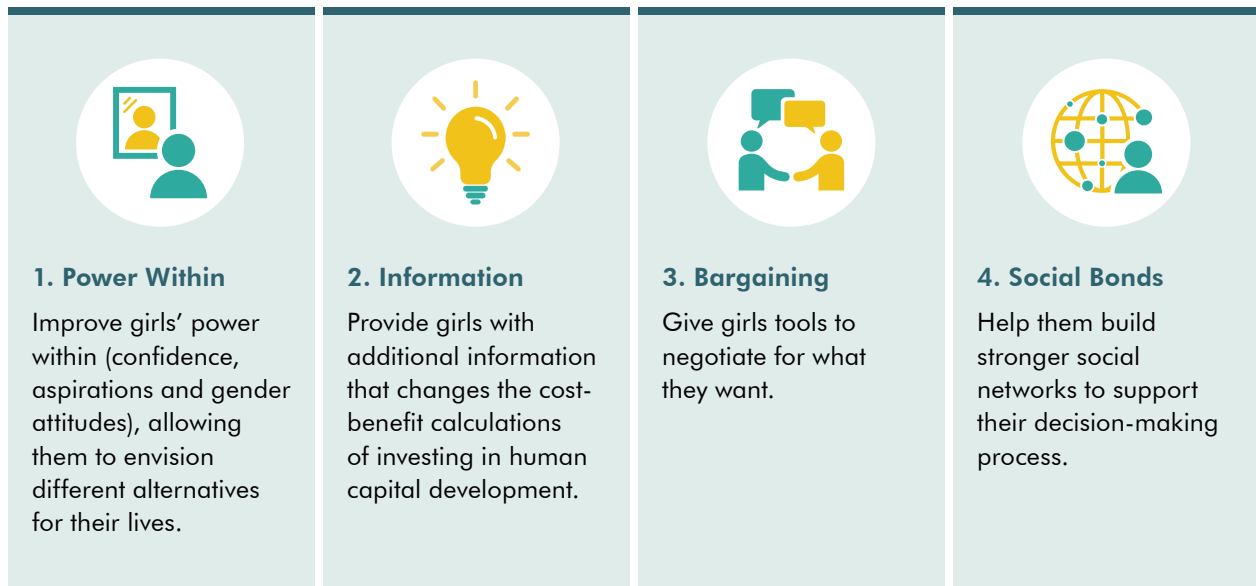 1. Power Within
Improve girls’ power
within (confidence,
aspirations and gender
attitudes), allowing
them to envision
different alternatives
for their lives.
2. Information
Provide girls with
additional information
that changes the cost-
benefit calculations
of investing in human
capital development.
3. Bargaining
Give girls tools to
negotiate for what
they want.
4. Social Bonds
Help them build
stronger social
networks to support
their decision-making
process.